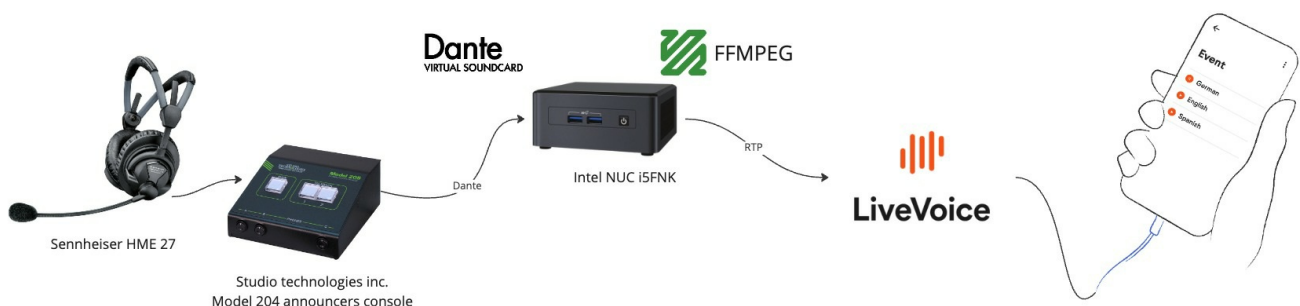 Dante
VIRTUAL SOUNDCARD
FFMPEG
Event
German
English
Spanish
Dante
RTP
Intel NUC i5FNK
LiveVoice
Sennheiser HME 27
Studio technologies inc.
Model 204 announcers console